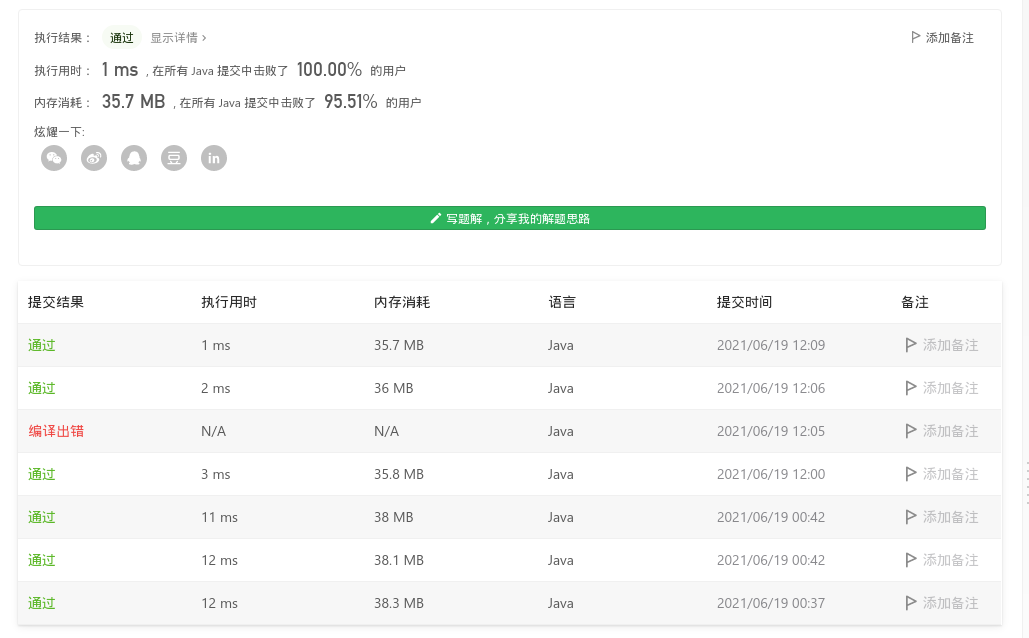 执行结果： 通过 显示详情 › 添加备注
执行用时： 1 ms ，在所有 Java 提交中击败了 100.00% 的用户
内存消耗： 35.7 MB ，在所有 Java 提交中击败了 95.51% 的用户
炫耀一下:
豆 in
写题解，分享我的解题思路
提交结果 执行用时 内存消耗 语言 提交时间 备注
通过 1 ms 35.7 MB Java 2021/06/19 12:09 添加备注
通过 2 ms 36 MB Java 2021/06/19 12:06 添加备注
编译出错 N/A N/A Java 2021/06/19 12:05 添加备注
通过 3 ms 35.8 MB Java 2021/06/19 12:00 添加备注
通过 11 ms 38 MB Java 2021/06/19 00:42 添加备注
通过 12 ms 38.1 MB Java 2021/06/19 00:42 添加备注
通过 12 ms 38.3 MB Java 2021/06/19 00:37 添加备注